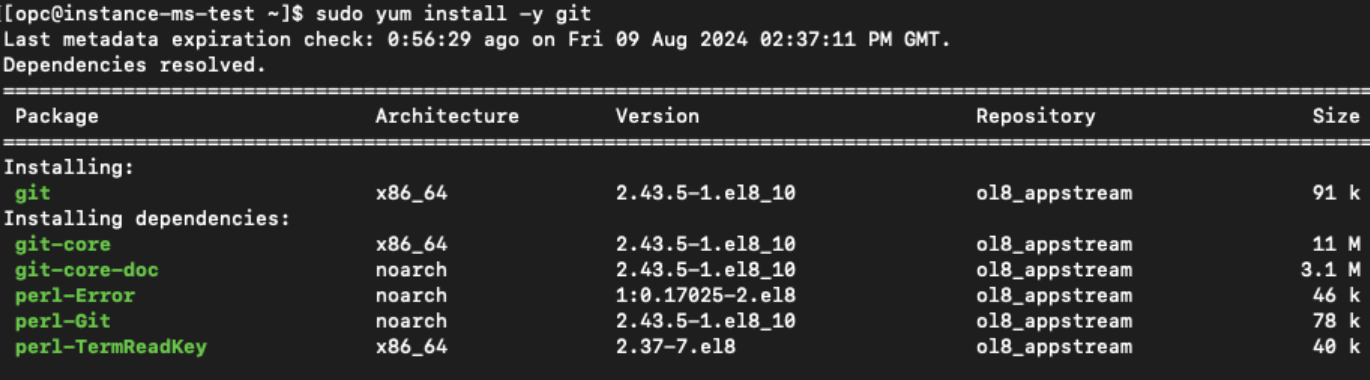 [opc@instance-ms-test ~]$ sudo yum install -y git
Last metadata expiration check: 0:56:29 ago on Fri 09 Aug 2024 02:37:11 PM GMT.
Dependencies resolved.
================================================================================
Package Architecture Version Repository Size
================================================================================
Installing:
git x86_64 2.43.5-1.el8_10 ol8_appstream 91 k
Installing dependencies:
git-core x86_64 2.43.5-1.el8_10 ol8_appstream 11 M
git-core-doc noarch 2.43.5-1.el8_10 ol8_appstream 3.1 M
perl-Error noarch 1:0.17025-2.el8 ol8_appstream 46 k
perl-Git noarch 2.43.5-1.el8_10 ol8_appstream 78 k
perl-TermReadKey x86_64 2.37-7.el8 ol8_appstream 40 k